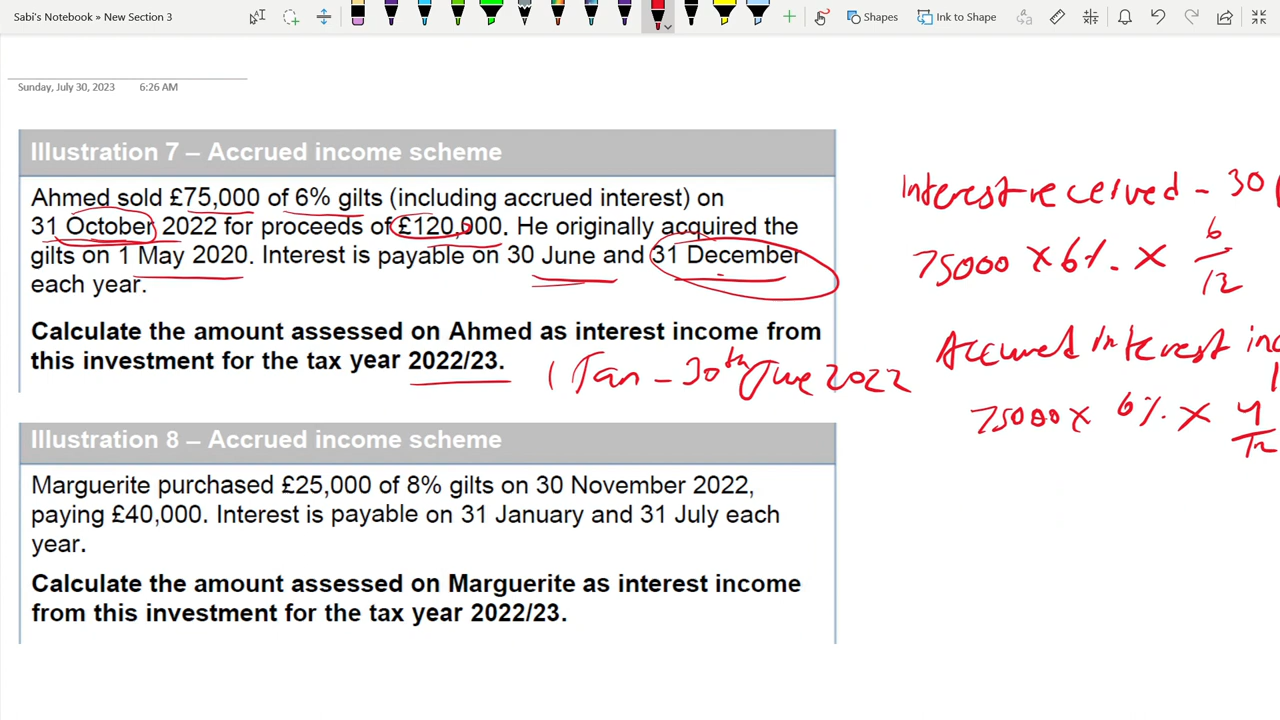 Sabi's Notebook » New Section 3
Shapes
Ink to Shape
Sunday, July 30, 2023 6:26 AM
Illustration 7 – Accrued income scheme
Ahmed sold £75,000 of 6% gilts (including accrued interest) on
31 October 2022 for proceeds of £120,000. He originally acquired the
gilts on 1 May 2020. Interest is payable on 30 June and 31 December
each year.
Calculate the amount assessed on Ahmed as interest income from
this investment for the tax year 2022/23.
1 Jan - 30th June 2022
Illustration 8 – Accrued income scheme
Marguerite purchased £25,000 of 8% gilts on 30 November 2022,
paying £40,000. Interest is payable on 31 January and 31 July each
year.
Calculate the amount assessed on Marguerite as interest income
from this investment for the tax year 2022/23.
Interest received - 30
75000 x 6% x 6/12
Accured interest inc
75000 x 6% x 4/12